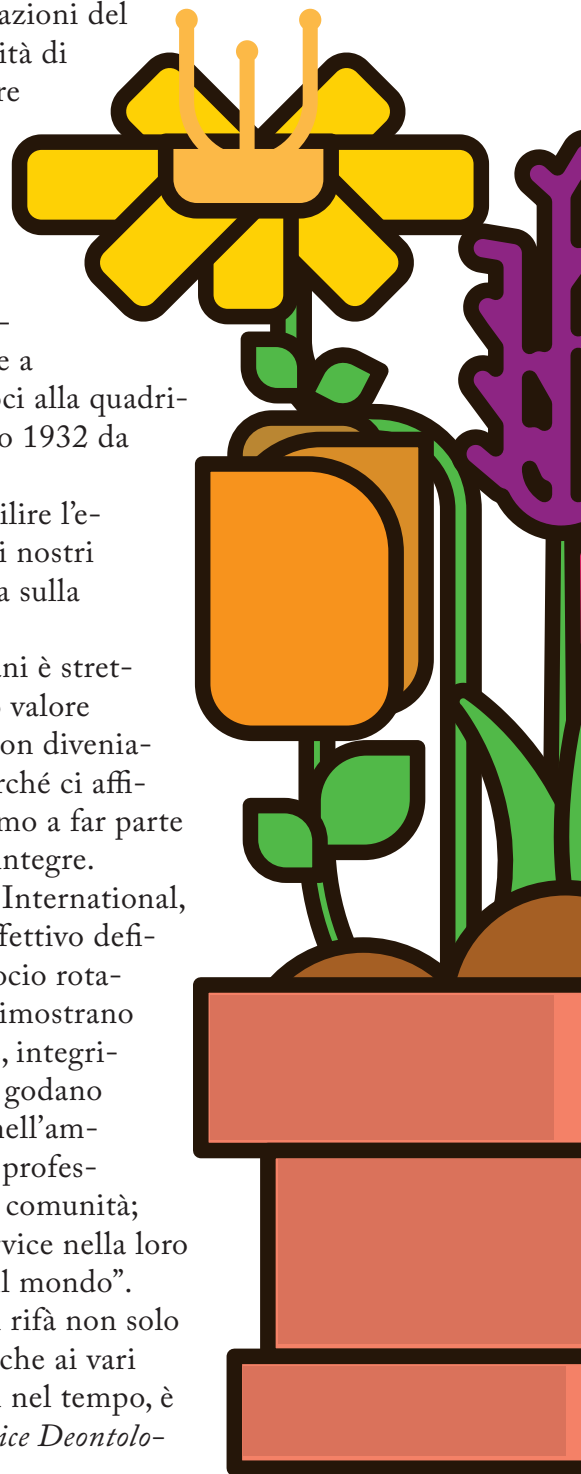 azioni del
ità di
re
-
e a
ci alla quadri-
o 1932 da
ilire l’e-
i nostri
a sulla
ni è stret-
valore
on divenia-
rché ci affi-
mo a far parte
integre.
International,
ffettivo defi-
ocio rota-
imostrano
, integri-
godano
nell’am-
profes-
comunità;
vice nella loro
l mondo”.
rifà non solo
che ai vari
nel tempo, è
ice Deontolo-